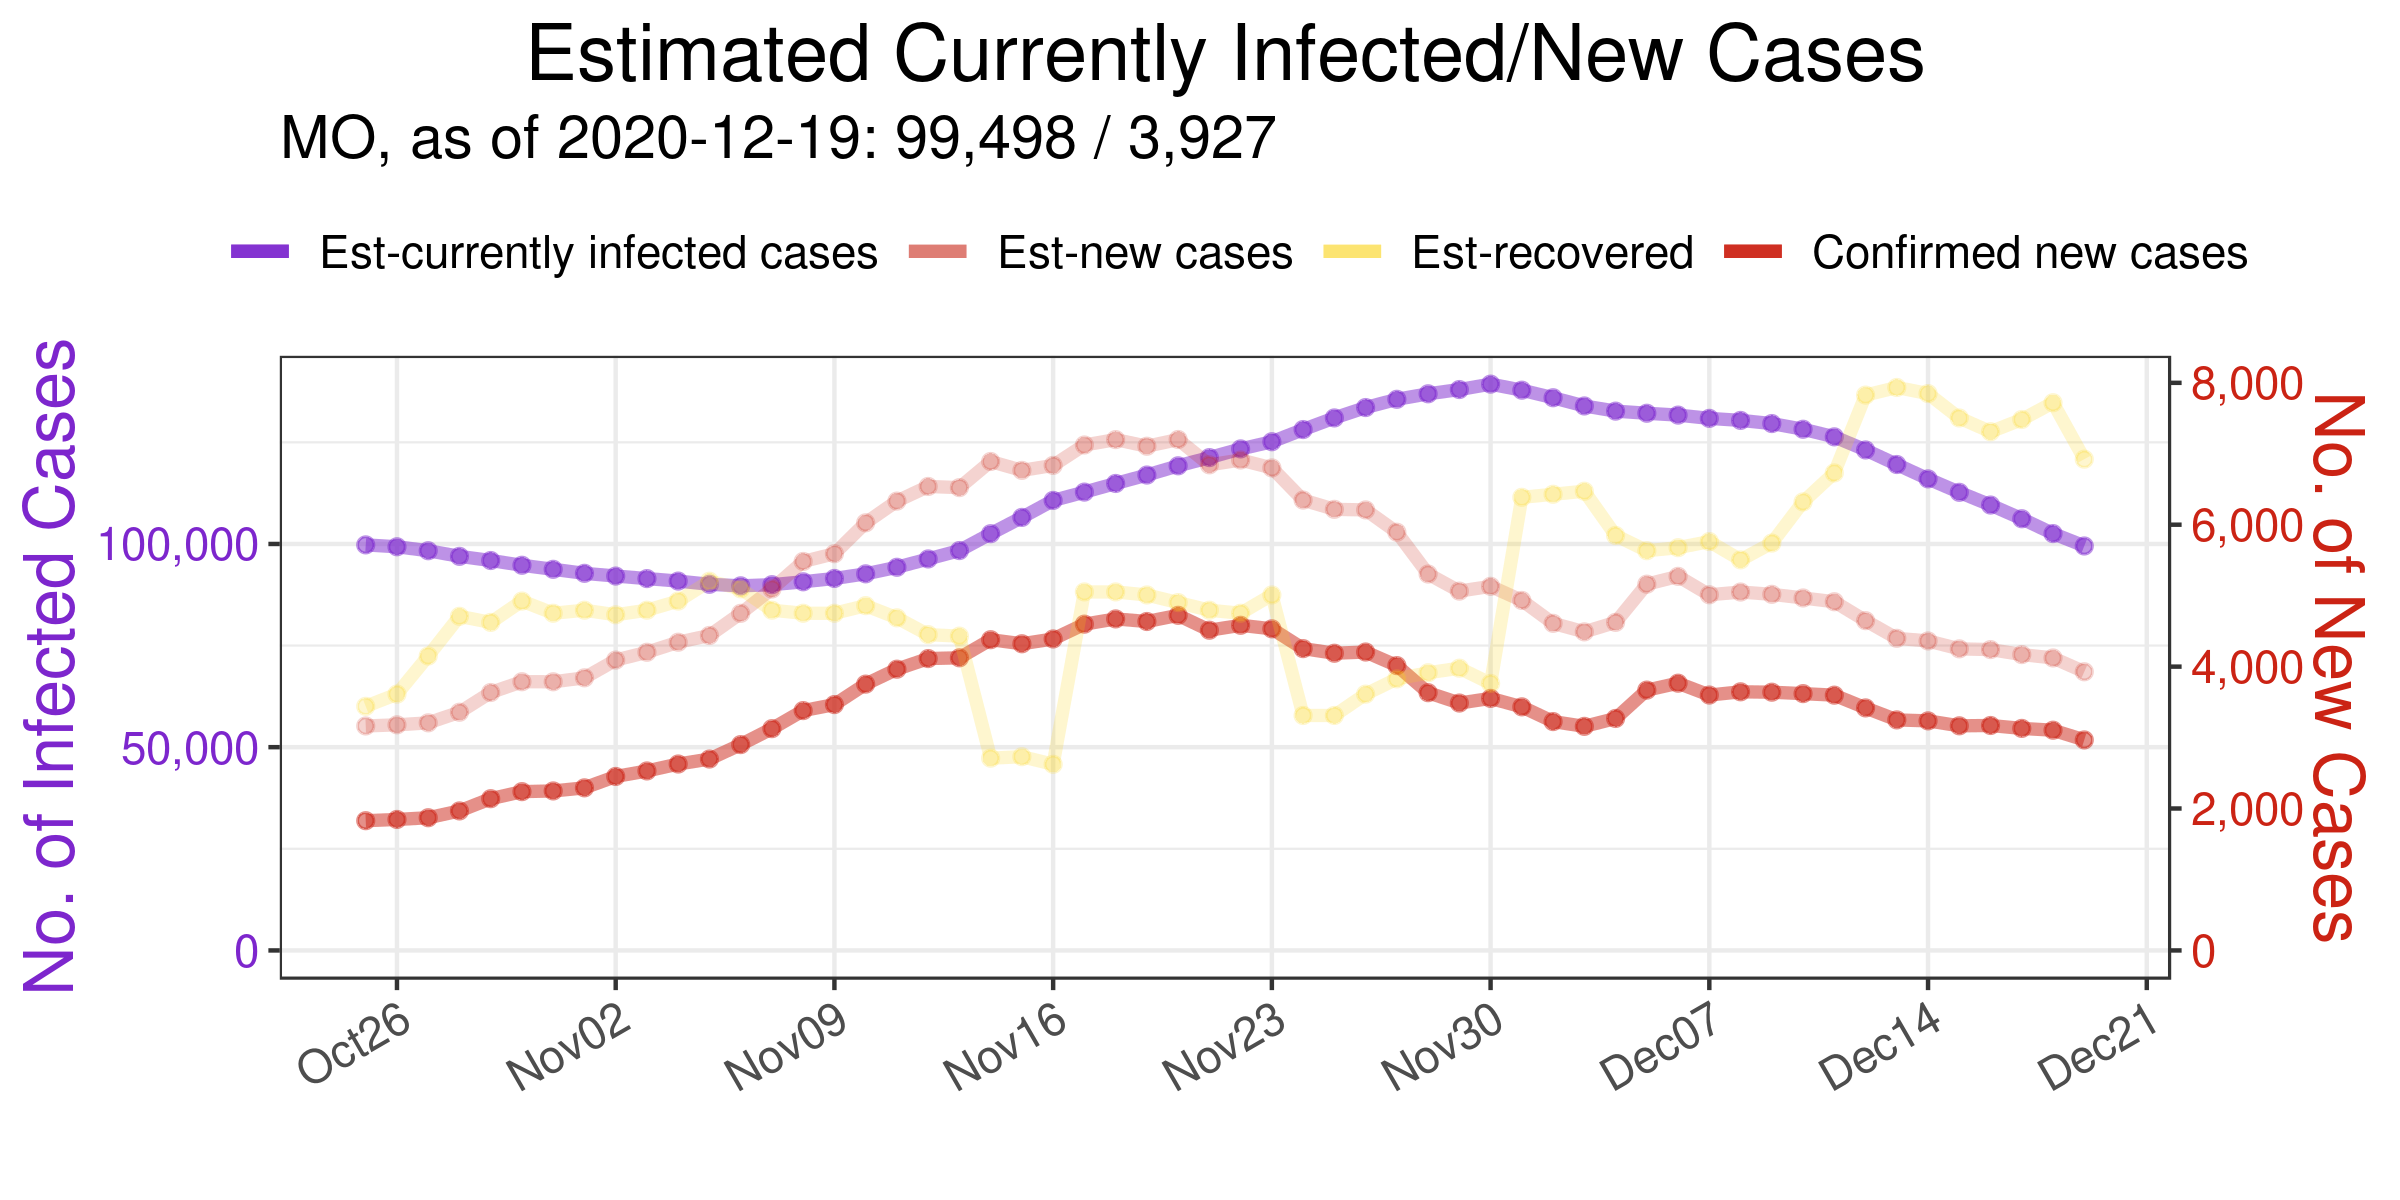 Estimated Currently Infected/New Cases
MO, as of 2020-12-19: 99,498 / 3,927
Est-currently infected cases Est-new cases Est-recovered Confirmed new cases
No. of Infected Cases
100,000
50,000
0
8,000
6,000
4,000
2,000
0
No. of New Cases
Oct26 Nov02 Nov09 Nov16 Nov23 Nov30 Dec07 Dec14 Dec21